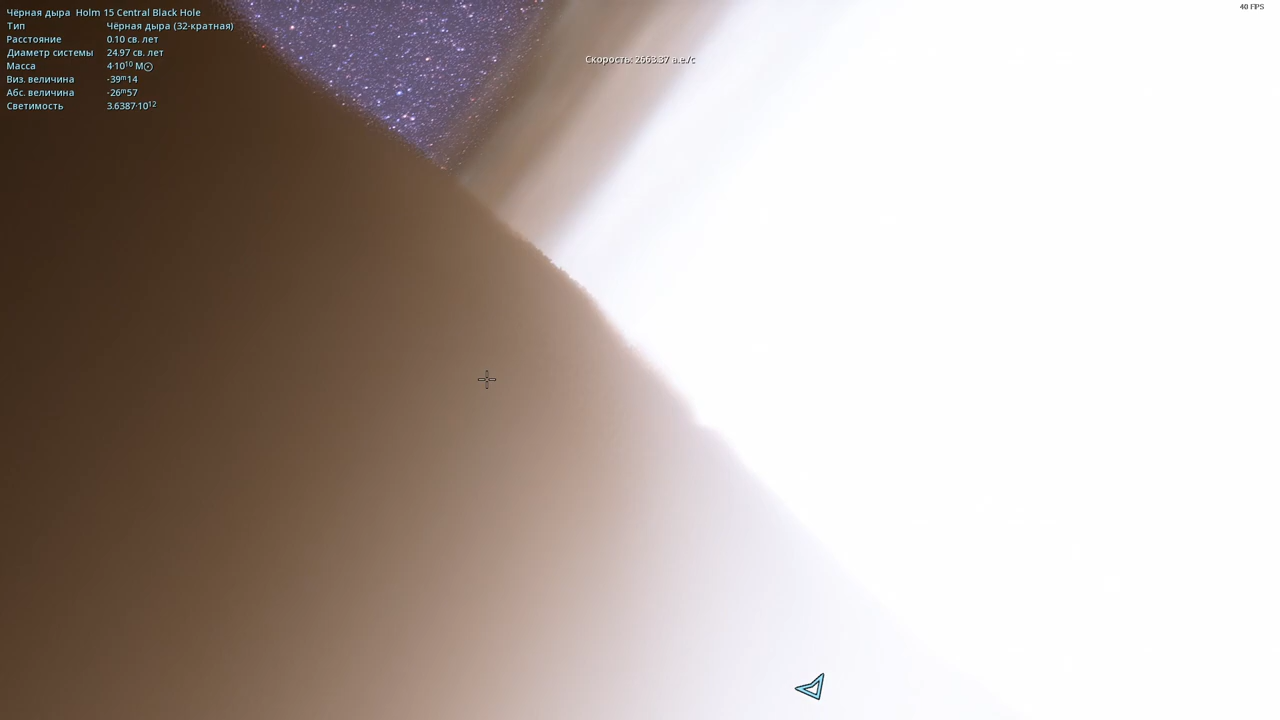 Чёрная дыра Holm 15 Central Black Hole
Тип Чёрная дыра (32-кратная)
Расстояние 0.10 св. лет
Диаметр системы 24.97 св. лет
Масса 4·10¹⁰ M☉
Виз. величина -39ᵐ14
Абс. величина -26ᵐ57
Светимость 3.6387·10¹²
Скорость: 2663.37 а.е/с
40 FPS